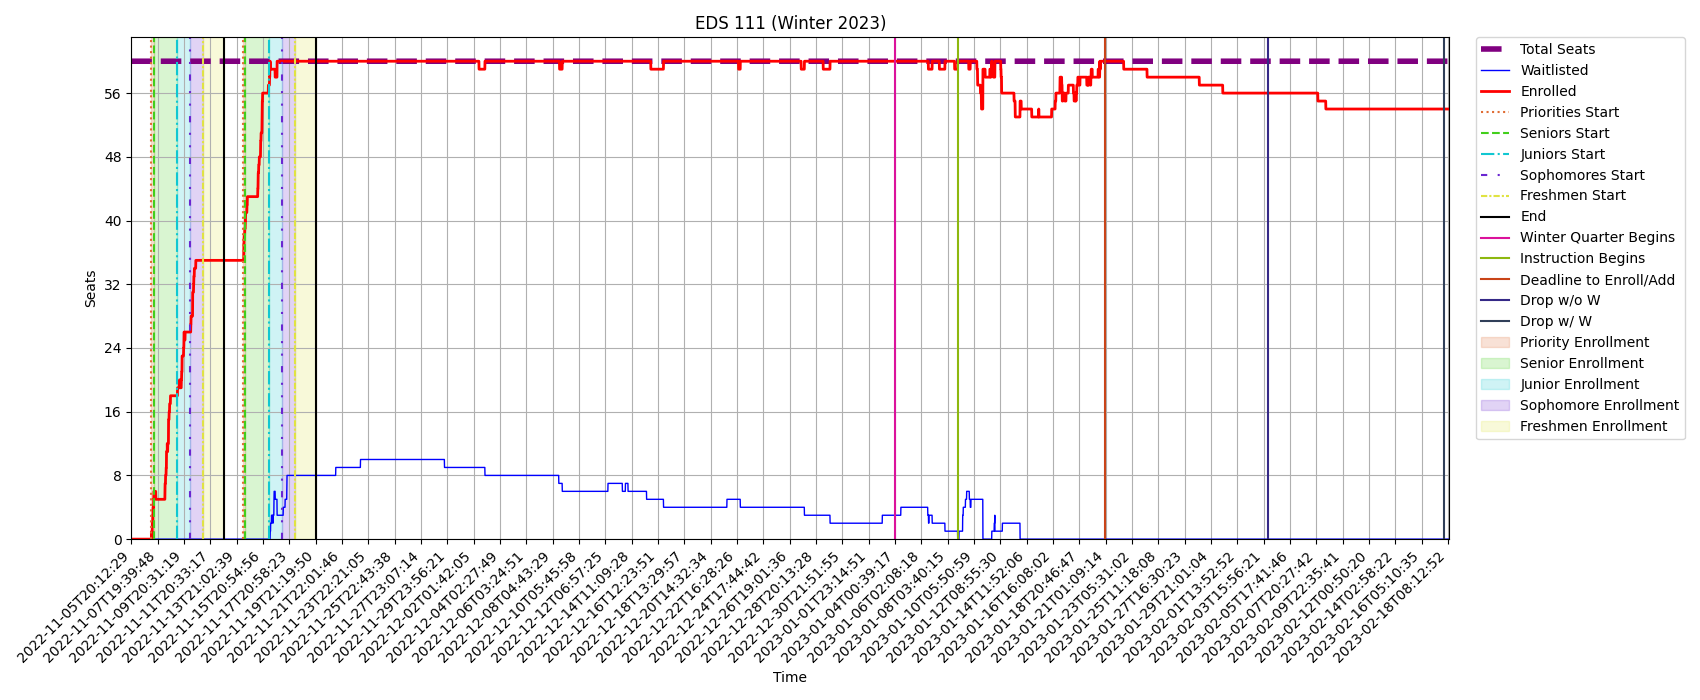 EDS 111 (Winter 2023)
Seats
56
48
40
32
24
16
8
0
2022-11-05T20:12:29
2022-11-07T19:39:48
2022-11-09T20:31:19
2022-11-11T20:33:17
2022-11-13T21:02:39
2022-11-15T20:54:56
2022-11-17T20:58:23
2022-11-19T21:19:50
2022-11-21T22:01:46
2022-11-23T22:21:05
2022-11-25T22:43:38
2022-11-27T23:07:14
2022-11-29T23:56:21
2022-12-02T01:42:05
2022-12-04T02:27:49
2022-12-06T03:24:51
2022-12-08T04:43:29
2022-12-10T05:45:58
2022-12-12T06:57:25
2022-12-14T11:09:28
2022-12-16T12:23:51
2022-12-18T13:29:57
2022-12-20T14:32:34
2022-12-22T16:28:26
2022-12-24T17:44:42
2022-12-26T19:01:36
2022-12-28T20:13:28
2022-12-30T21:51:55
2023-01-01T23:14:51
2023-01-04T00:39:17
2023-01-06T02:08:18
2023-01-08T03:40:15
2023-01-10T05:50:59
2023-01-12T08:55:30
2023-01-14T11:52:06
2023-01-16T16:08:02
2023-01-18T20:46:47
2023-01-21T01:09:14
2023-01-23T05:31:02
2023-01-25T11:18:08
2023-01-27T16:30:23
2023-01-29T21:01:04
2023-02-01T13:52:52
2023-02-03T15:56:21
2023-02-05T17:41:46
2023-02-07T20:27:42
2023-02-09T22:35:41
2023-02-12T00:50:20
2023-02-14T02:58:22
2023-02-16T05:10:35
2023-02-18T08:12:52
Time
Total Seats
Waitlisted
Enrolled
Priorities Start
Seniors Start
Juniors Start
Sophomores Start
Freshmen Start
End
Winter Quarter Begins
Instruction Begins
Deadline to Enroll/Add
Drop w/o W
Drop w/ W
Priority Enrollment
Senior Enrollment
Junior Enrollment
Sophomore Enrollment
Freshmen Enrollment